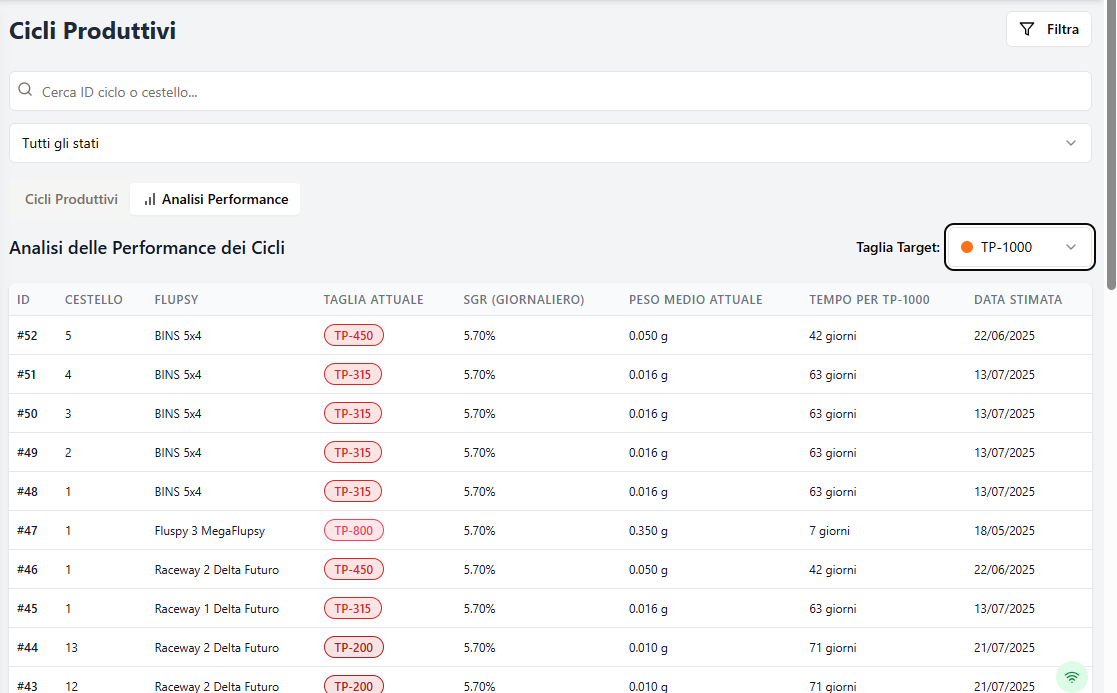 Cicli Produttivi
Filtra
Cerca ID ciclo o cestello...
Tutti gli stati
Cicli Produttivi Analisi Performance
Analisi delle Performance dei Cicli Taglia Target: TP-1000
ID CESTELLO FLUPSY TAGLIA ATTUALE SGR (GIORNALIERO) PESO MEDIO ATTUALE TEMPO PER TP-1000 DATA STIMATA
#52 5 BINS 5x4 TP-450 5.70% 0.050 g 42 giorni 22/06/2025
#51 4 BINS 5x4 TP-315 5.70% 0.016 g 63 giorni 13/07/2025
#50 3 BINS 5x4 TP-315 5.70% 0.016 g 63 giorni 13/07/2025
#49 2 BINS 5x4 TP-315 5.70% 0.016 g 63 giorni 13/07/2025
#48 1 BINS 5x4 TP-315 5.70% 0.016 g 63 giorni 13/07/2025
#47 1 Fluspy 3 MegaFlupsy TP-800 5.70% 0.350 g 7 giorni 18/05/2025
#46 1 Raceway 2 Delta Futuro TP-450 5.70% 0.050 g 42 giorni 22/06/2025
#45 1 Raceway 1 Delta Futuro TP-315 5.70% 0.016 g 63 giorni 13/07/2025
#44 13 Raceway 2 Delta Futuro TP-200 5.70% 0.010 g 71 giorni 21/07/2025
#43 12 Raceway 2 Delta Futuro TP-200 5.70% 0.010 g 71 giorni 21/07/2025